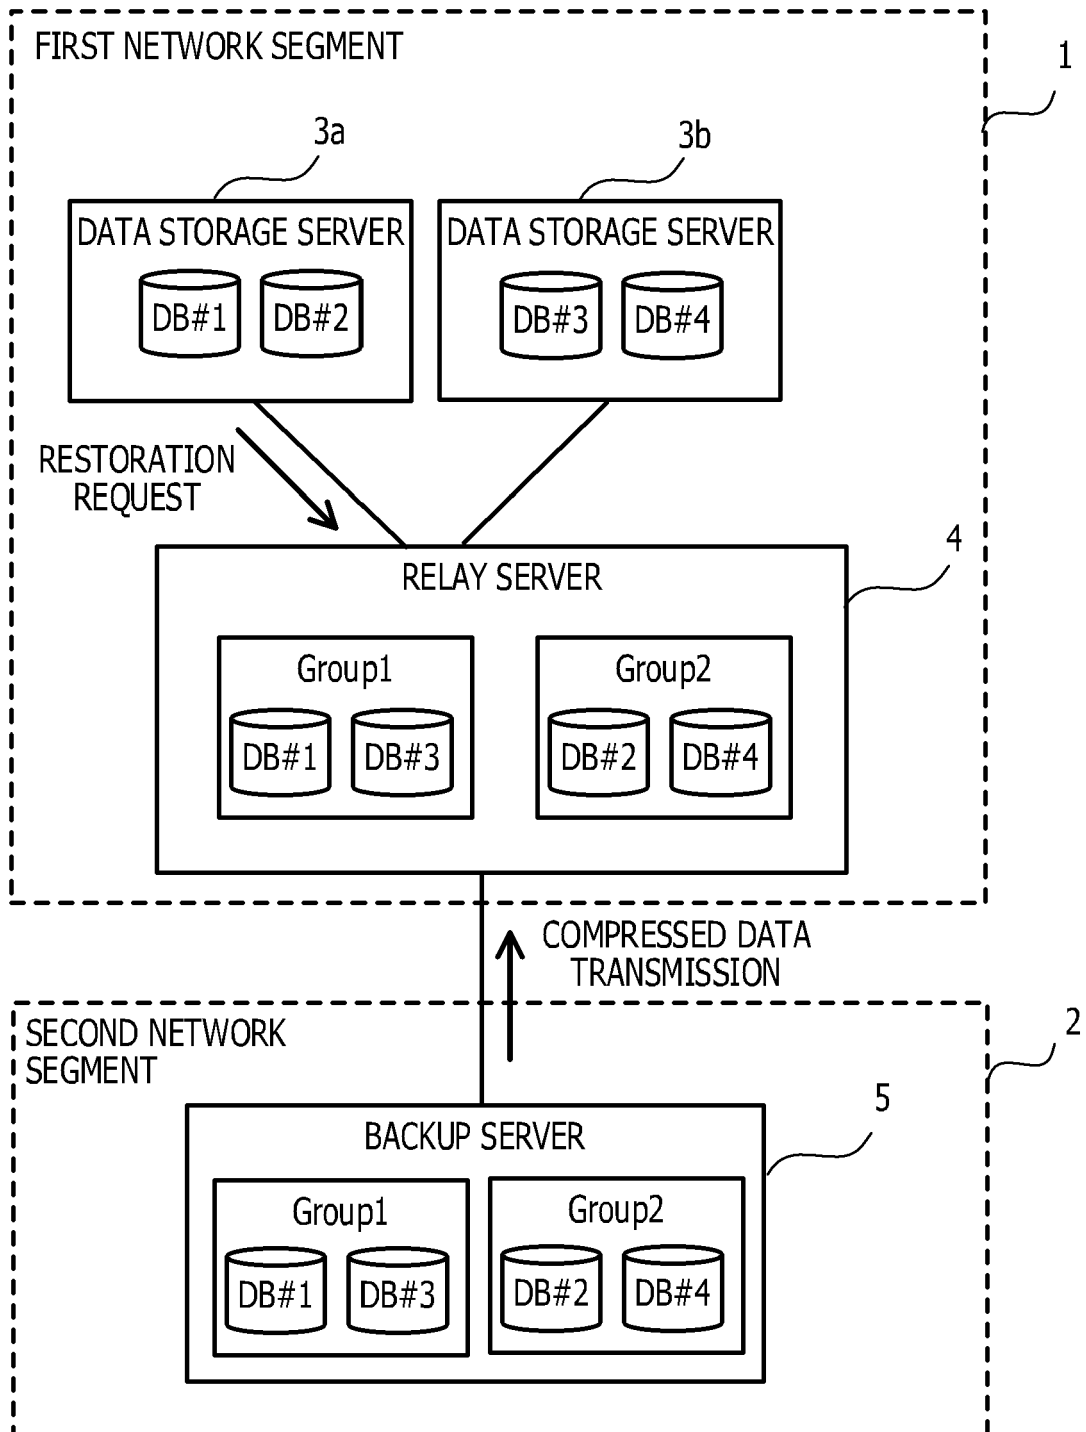 FIRST NETWORK SEGMENT
1
3a
3b
DATA STORAGE SERVER
DB#1
DB#2
DATA STORAGE SERVER
DB#3
DB#4
RESTORATION
REQUEST
4
RELAY SERVER
Group1
DB#1
DB#3
Group2
DB#2
DB#4
COMPRESSED DATA
TRANSMISSION
SECOND NETWORK
SEGMENT
2
5
BACKUP SERVER
Group1
DB#1
DB#3
Group2
DB#2
DB#4